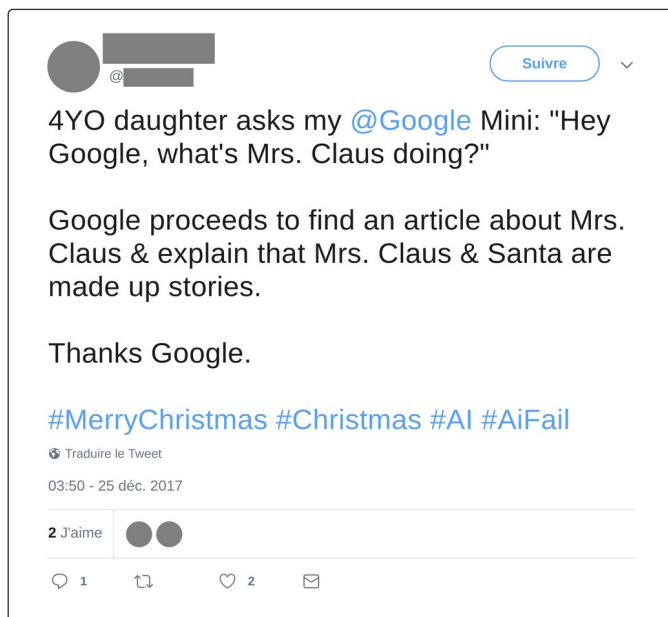 @
Suivre
4YO daughter asks my @Google Mini: "Hey
Google, what's Mrs. Claus doing?"
Google proceeds to find an article about Mrs.
Claus & explain that Mrs. Claus & Santa are
made up stories.
Thanks Google.
#MerryChristmas #Christmas #AI #AiFail
Traduire le Tweet
03:50 - 25 déc. 2017
2 J'aime
1 2